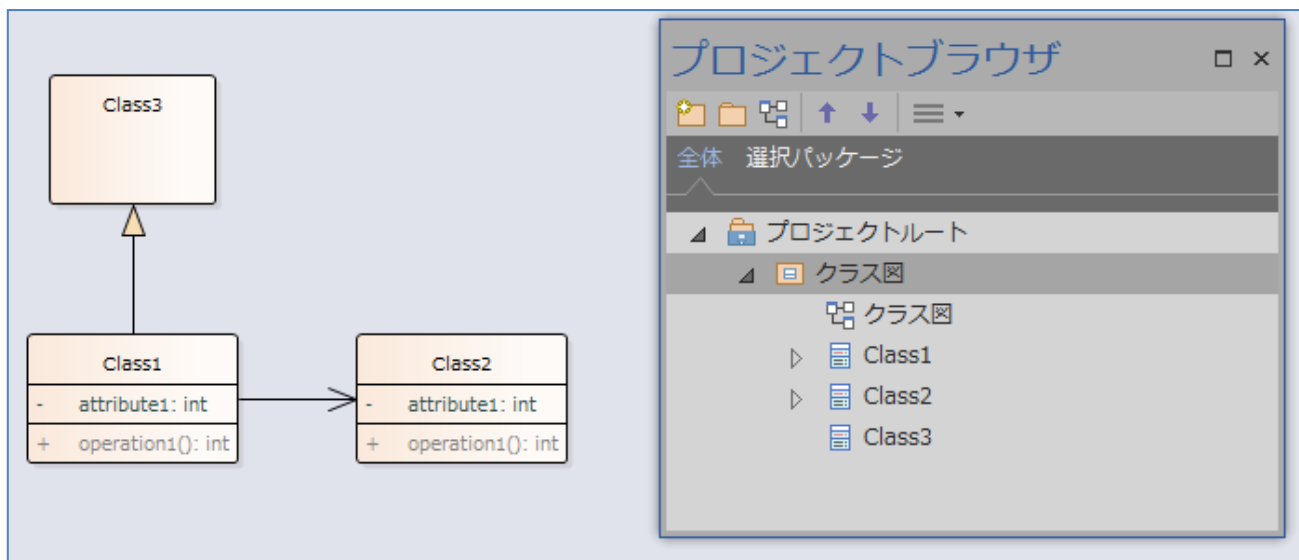 Class3
Class1
- attribute1: int
+ operation1(): int
Class2
- attribute1: int
+ operation1(): int
プロジェクトブラウザ
全体 選択パッケージ
プロジェクトルート
クラス図
クラス図
Class1
Class2
Class3